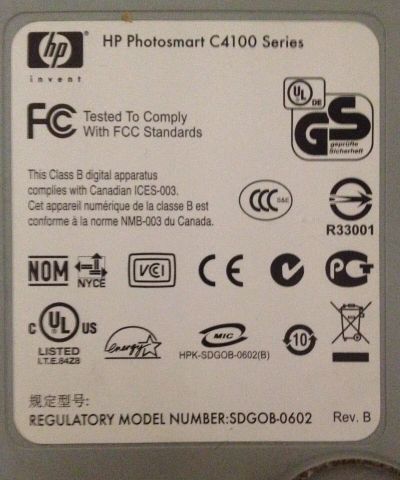 hp
invent
HP Photosmart C4100 Series
FC Tested To Comply
With FCC Standards
UL DE
GS
geprüfte
Sicherheit
This Class B digital apparatus
complies with Canadian ICES-003.
Cet appareil numérique de la classe B est
conforme à la norme NMB-003 du Canada.
CCC S&E
R33001
NOM NYCE VCI CE PCT
C UL US
LISTED
I.T.E.84Z8
energy
MIC
HPK-SDGOB-0602(B)
10
规定型号:
REGULATORY MODEL NUMBER:SDGOB-0602 Rev. B